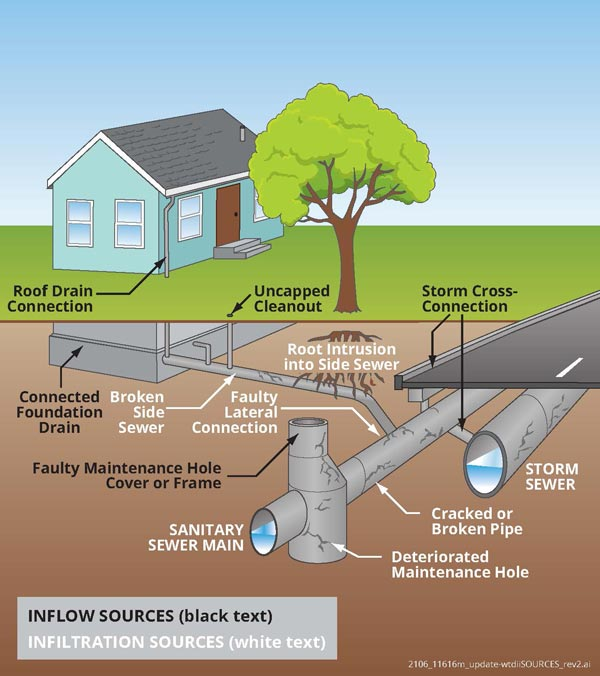 Roof Drain
Connection
Uncapped
Cleanout
Storm Cross-
Connection
Root Intrusion
into Side Sewer
Connected
Foundation
Drain
Broken
Side
Sewer
Faulty
Lateral
Connection
Faulty Maintenance Hole
Cover or Frame
STORM
SEWER
SANITARY
SEWER MAIN
Cracked or
Broken Pipe
Deteriorated
Maintenance Hole
INFLOW SOURCES (black text)
INFILTRATION SOURCES (white text)
2106_11616m_update-wtdiiSOURCES_rev2.ai